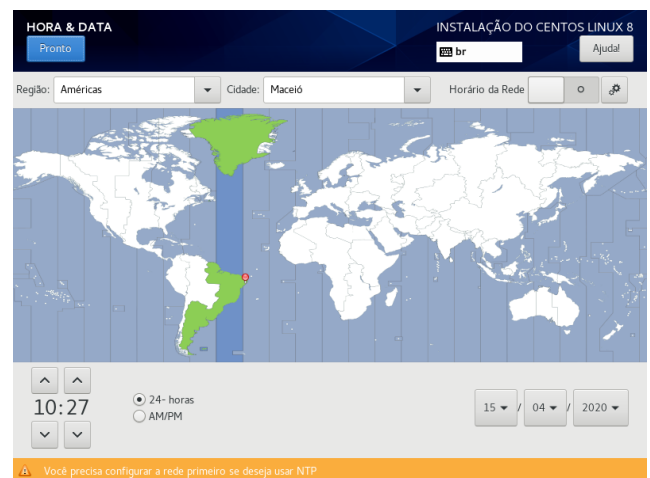 HORA & DATA
INSTALAÇÃO DO CENTOS LINUX 8
Pronto
br
Ajuda!
Região:
Américas
Cidade:
Maceió
Horário da Rede
10:27
24- horas
AM/PM
15 / 04 / 2020
Você precisa configurar a rede primeiro se deseja usar NTP